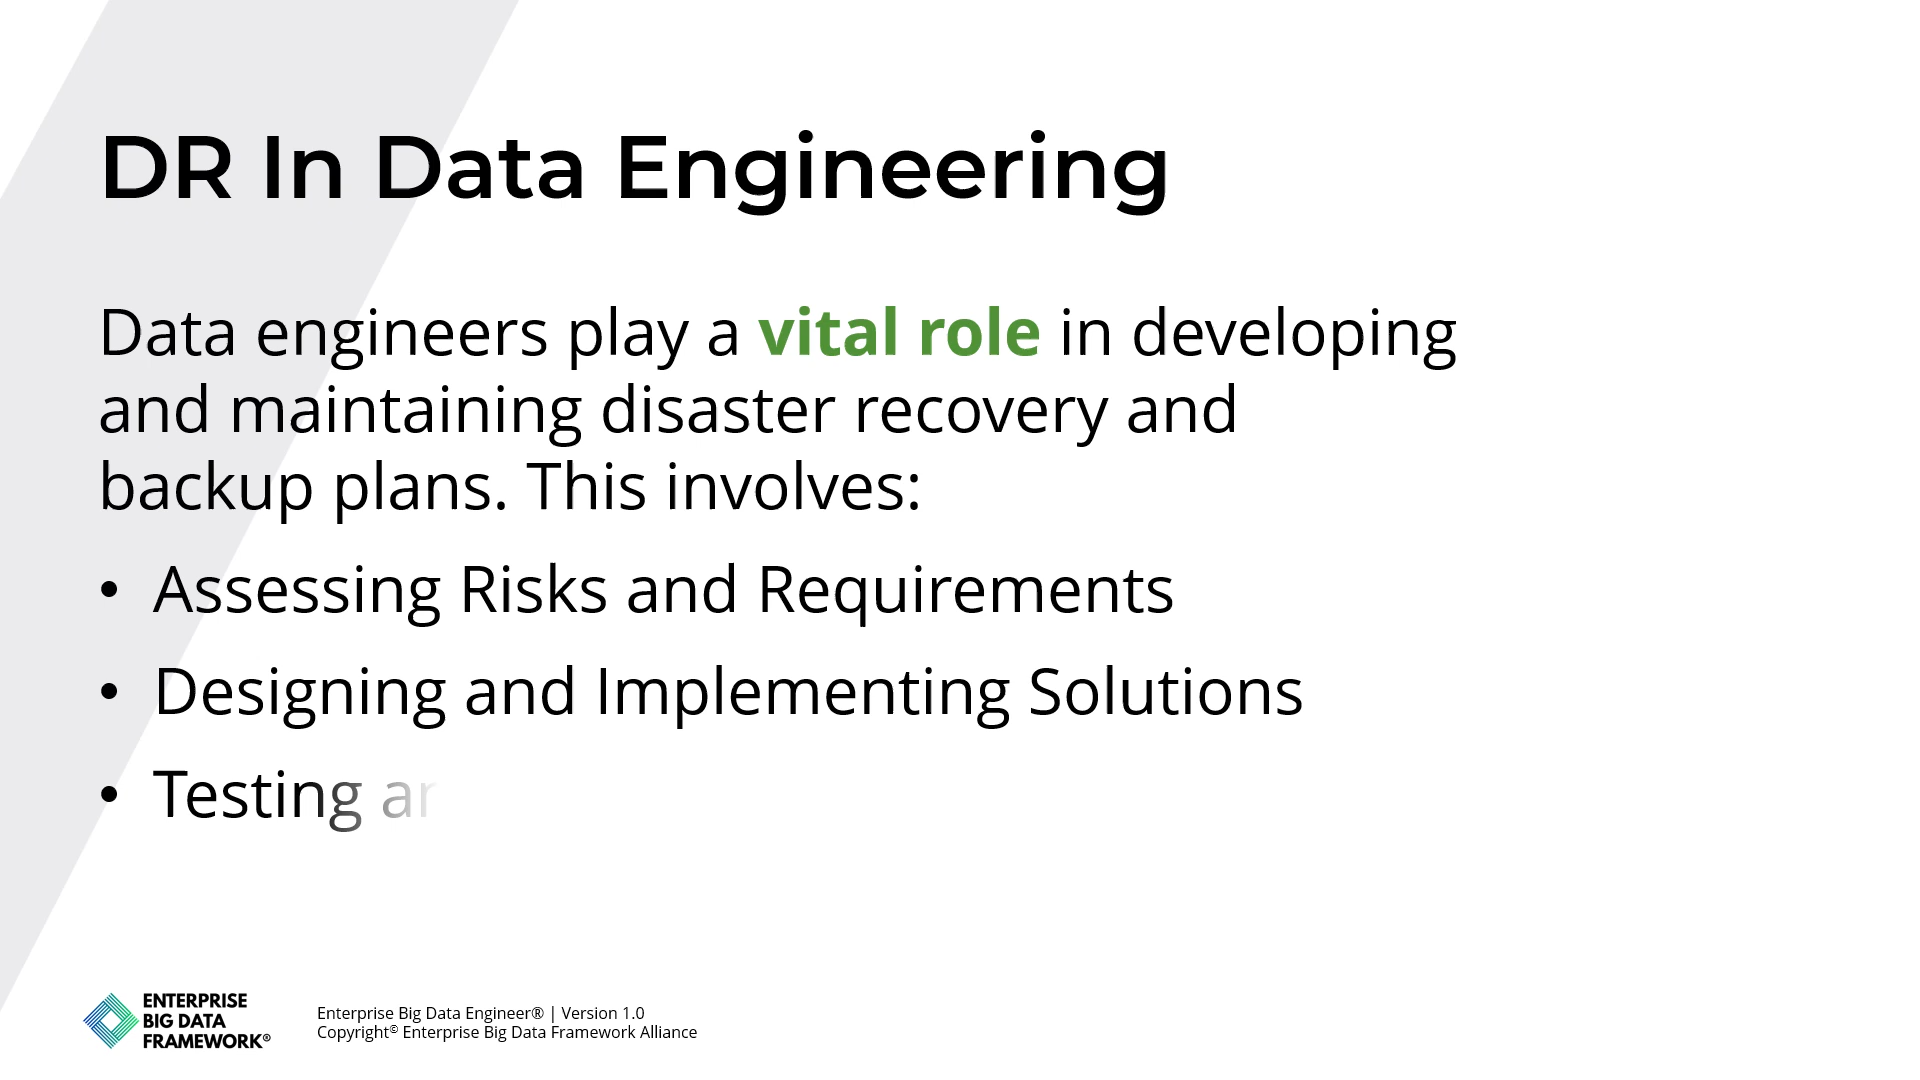 DR In Data Engineering
Data engineers play a vital role in developing
and maintaining disaster recovery and
backup plans. This involves:
• Assessing Risks and Requirements
• Designing and Implementing Solutions
• Testing
ENTERPRISE
BIG DATA
FRAMEWORK®
Enterprise Big Data Engineer® | Version 1.0
Copyright© Enterprise Big Data Framework Alliance